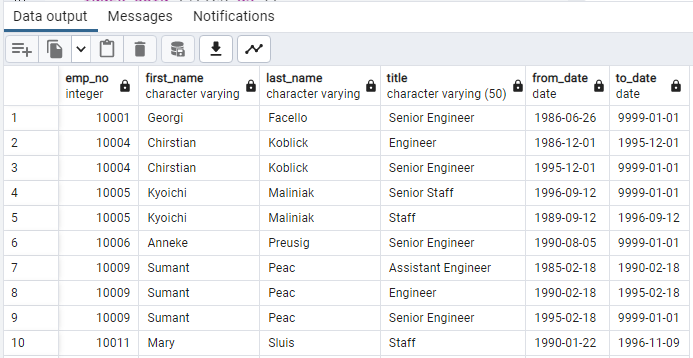 Data output Messages Notifications
emp_no first_name last_name title from_date to_date
integer character varying character varying character varying (50) date date
1 10001 Georgi Facello Senior Engineer 1986-06-26 9999-01-01
2 10004 Chirstian Koblick Engineer 1986-12-01 1995-12-01
3 10004 Chirstian Koblick Senior Engineer 1995-12-01 9999-01-01
4 10005 Kyoichi Maliniak Senior Staff 1996-09-12 9999-01-01
5 10005 Kyoichi Maliniak Staff 1989-09-12 1996-09-12
6 10006 Anneke Preusig Senior Engineer 1990-08-05 9999-01-01
7 10009 Sumant Peac Assistant Engineer 1985-02-18 1990-02-18
8 10009 Sumant Peac Engineer 1990-02-18 1995-02-18
9 10009 Sumant Peac Senior Engineer 1995-02-18 9999-01-01
10 10011 Mary Sluis Staff 1990-01-22 1996-11-09